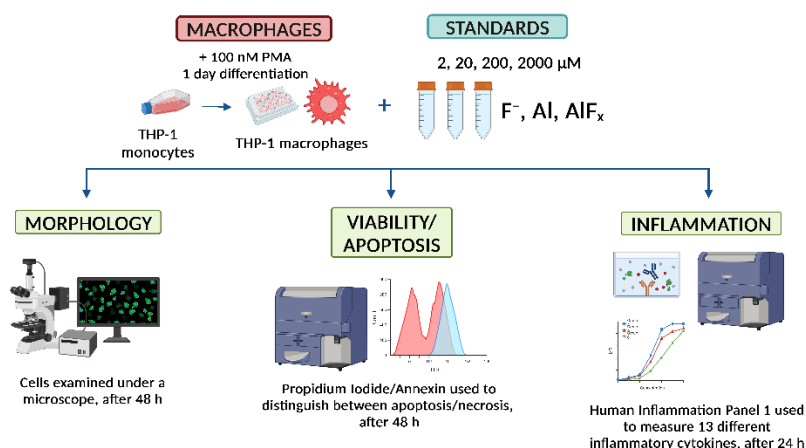 MACROPHAGES
STANDARDS
+ 100 nM PMA
1 day differentiation
2, 20, 200, 2000 µM
F⁻, Al, AlFₓ
+
THP-1
monocytes
THP-1 macrophages
MORPHOLOGY
VIABILITY/
APOPTOSIS
INFLAMMATION
Cells examined under a
microscope, after 48 h
Propidium Iodide/Annexin used to
distinguish between apoptosis/necrosis,
after 48 h
Human Inflammation Panel 1 used
to measure 13 different
inflammatory cytokines, after 24 h